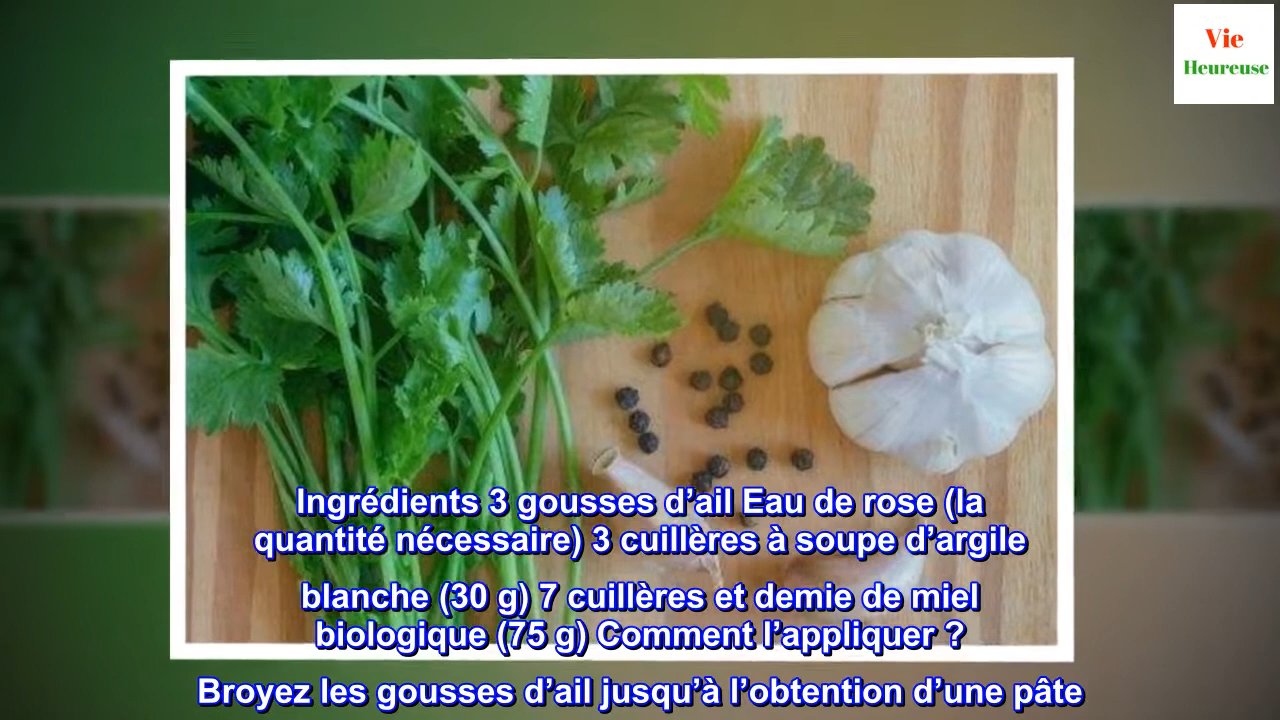 Vie
Heureuse
Ingrédients 3 gousses d’ail Eau de rose (la
quantité nécessaire) 3 cuillères à soupe d’argile
blanche (30 g) 7 cuillères et demie de miel
biologique (75 g) Comment l’appliquer ?
Broyez les gousses d’ail jusqu’à l’obtention d’une pâte